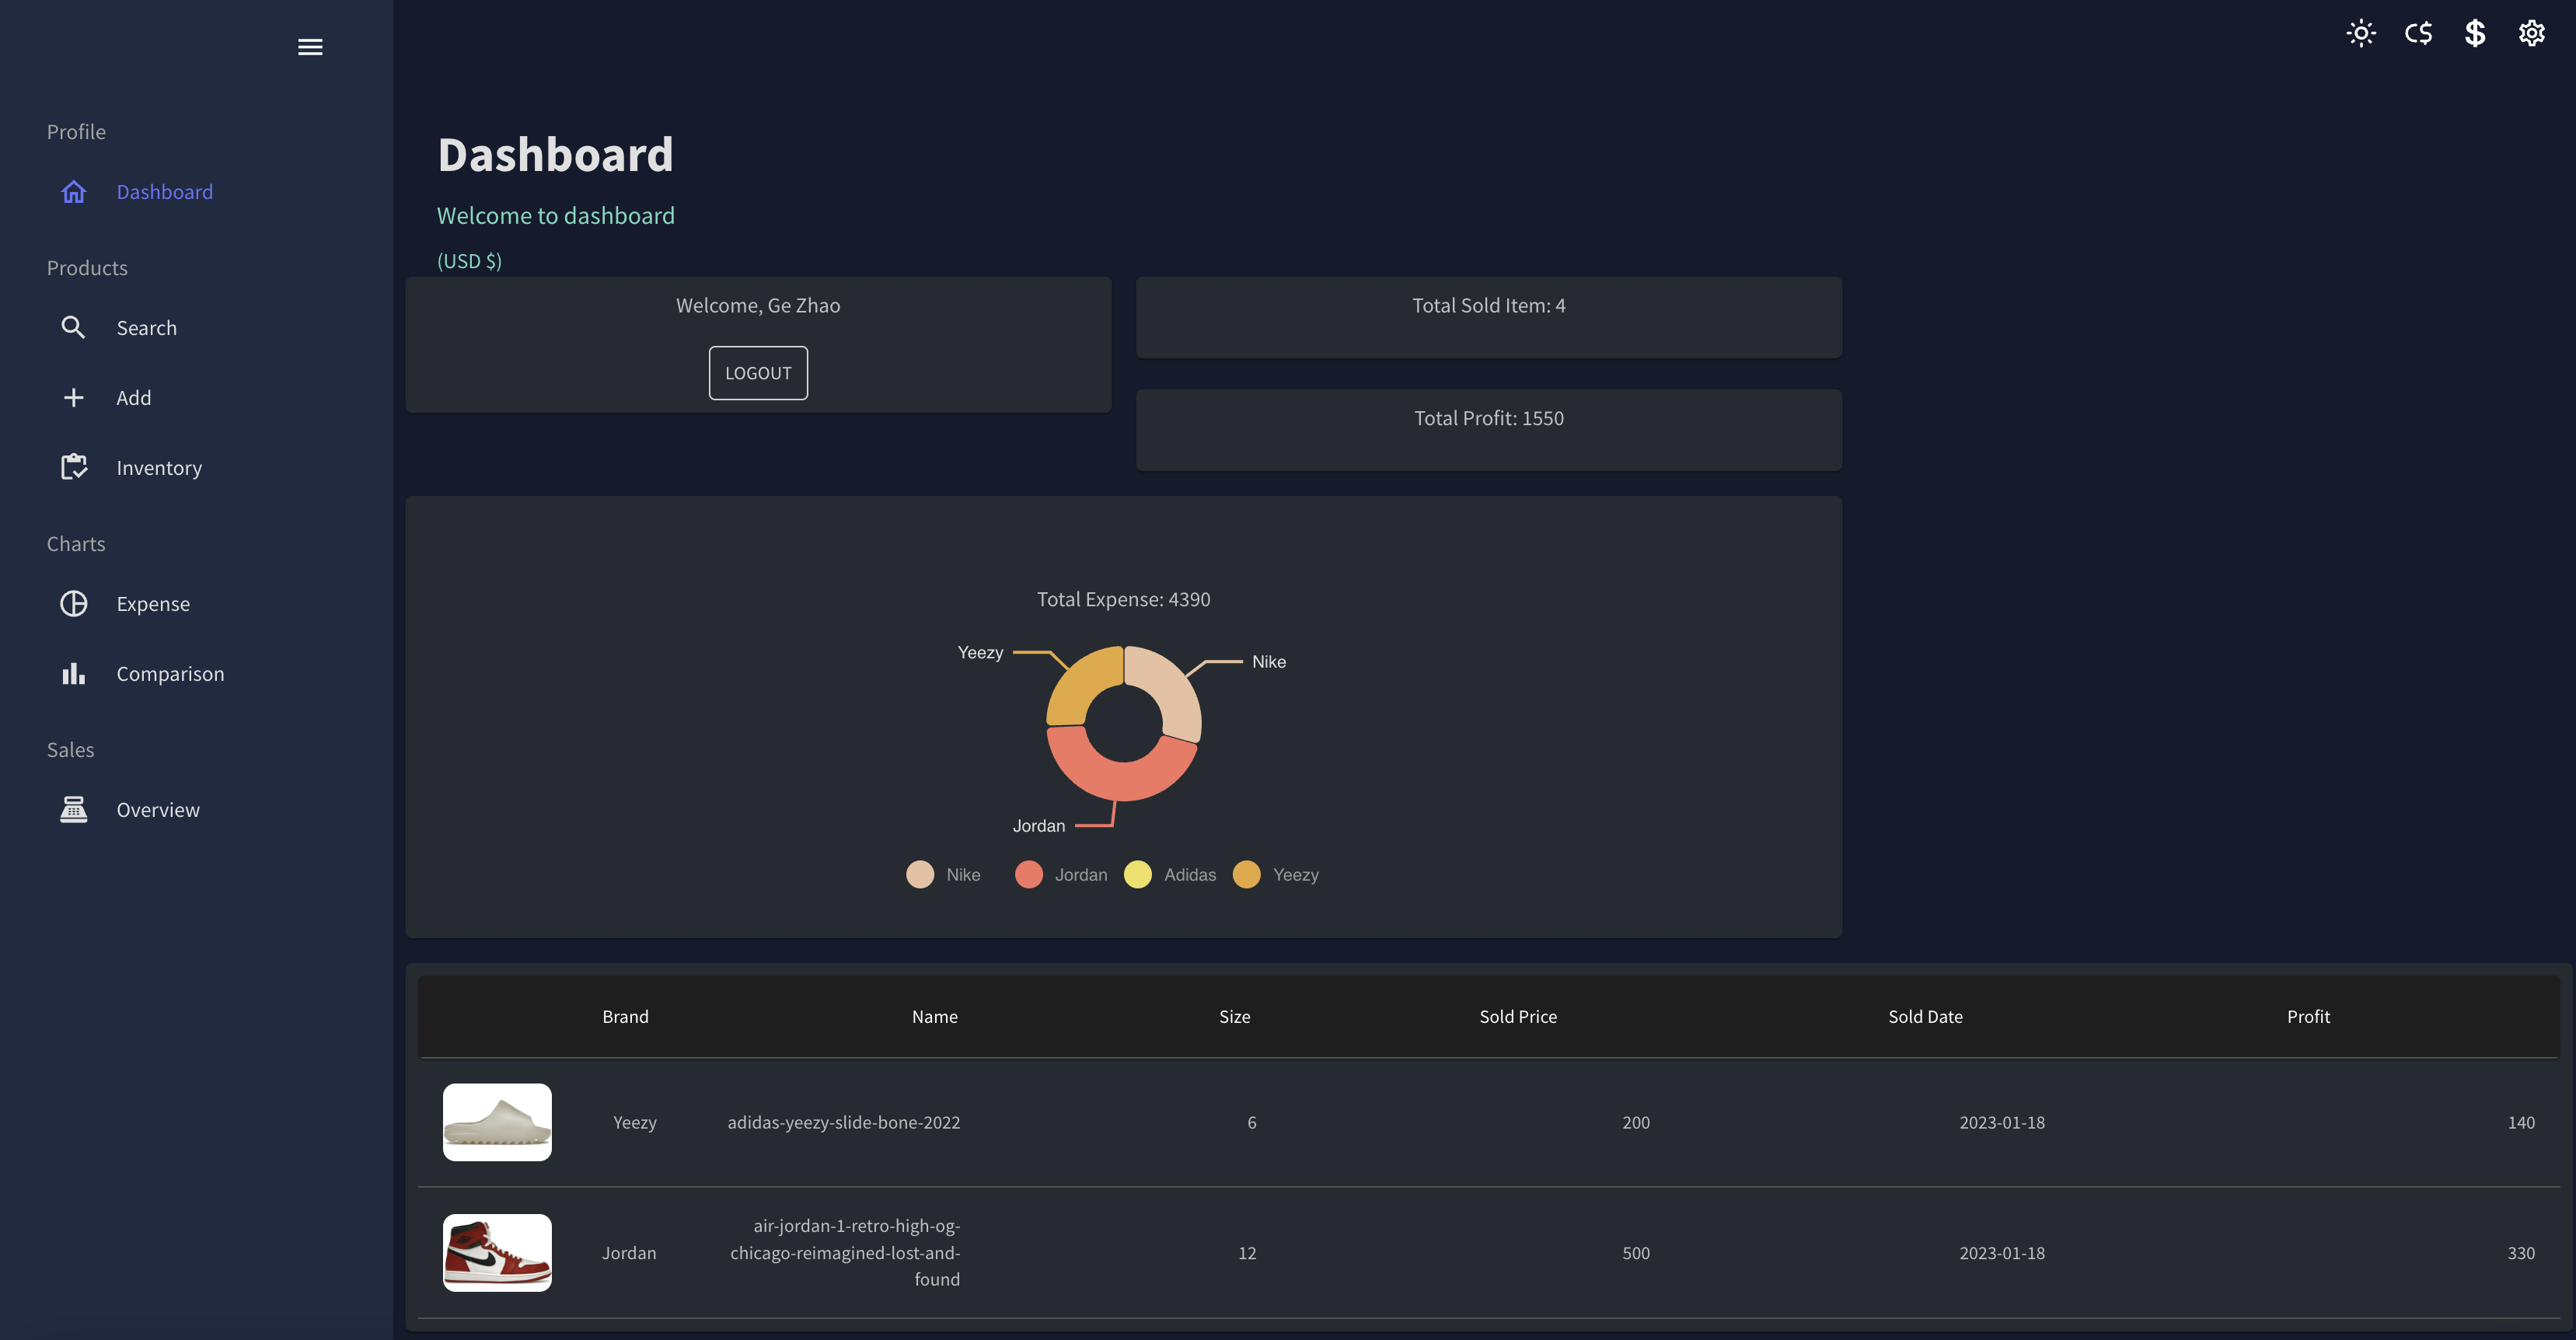 Profile
Dashboard
Products
Search
Add
Inventory
Charts
Expense
Comparison
Sales
Overview
C$ $
Dashboard
Welcome to dashboard
(USD $)
Welcome, Ge Zhao
LOGOUT
Total Sold Item: 4
Total Profit: 1550
Total Expense: 4390
Yeezy
Nike
Jordan
Nike Jordan Adidas Yeezy
Brand Name Size Sold Price Sold Date Profit
Yeezy adidas-yeezy-slide-bone-2022 6 200 2023-01-18 140
air-jordan-1-retro-high-og-
Jordan chicago-reimagined-lost-and- 12 500 2023-01-18 330
found